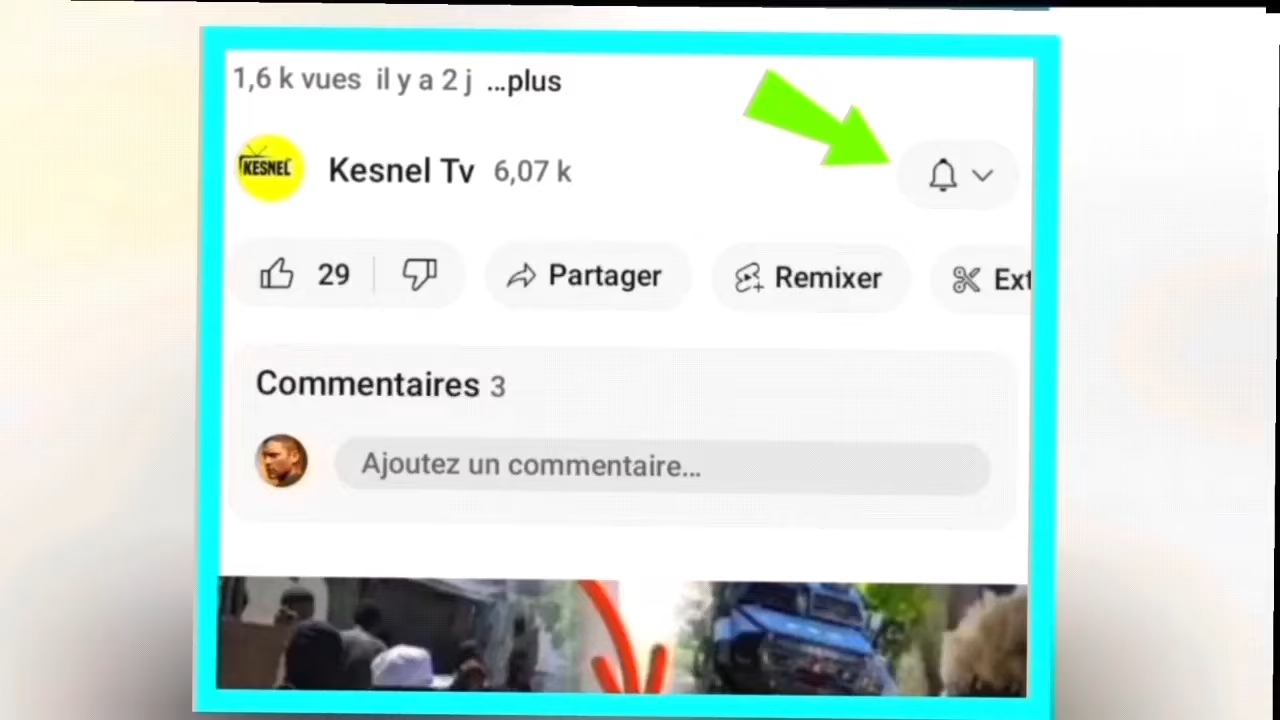 1,6 k vues il y a 2 j ...plus
KESNEL
Kesnel Tv 6,07 k
29 Partager Remixer Ext
Commentaires 3
Ajoutez un commentaire...